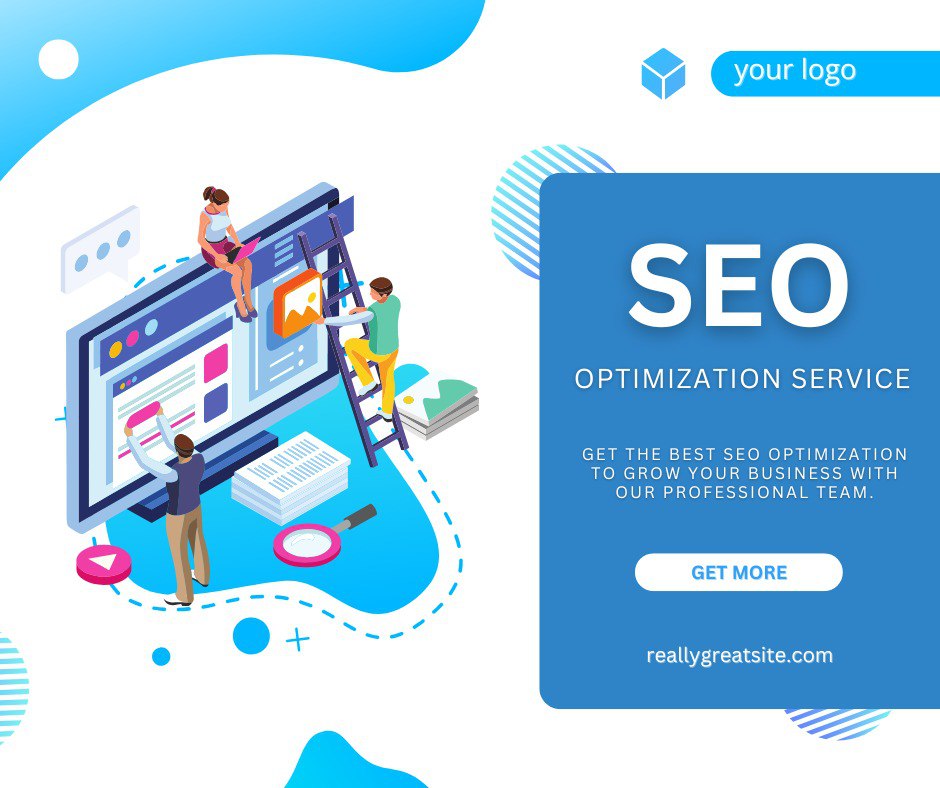 your logo
SEO
OPTIMIZATION SERVICE
GET THE BEST SEO OPTIMIZATION
TO GROW YOUR BUSINESS WITH
OUR PROFESSIONAL TEAM.
GET MORE
reallygreatsite.com